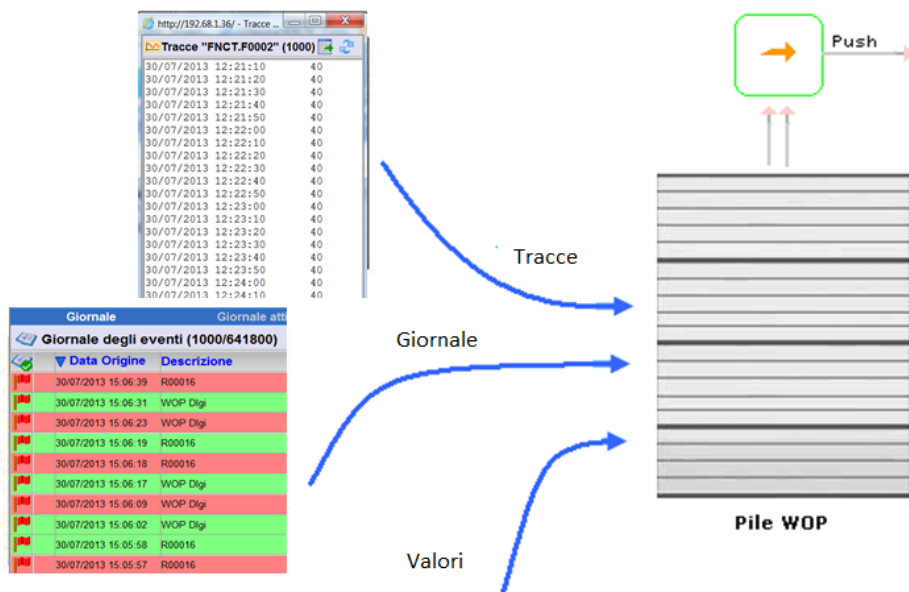 http://192.68.1.36/ - Tracce ...
Tracce "FNCT.F0002" (1000)
30/07/2013 12:21:10 40
30/07/2013 12:21:20 40
30/07/2013 12:21:30 40
30/07/2013 12:21:40 40
30/07/2013 12:21:50 40
30/07/2013 12:22:00 40
30/07/2013 12:22:10 40
30/07/2013 12:22:20 40
30/07/2013 12:22:30 40
30/07/2013 12:22:40 40
30/07/2013 12:22:50 40
30/07/2013 12:23:00 40
30/07/2013 12:23:10 40
30/07/2013 12:23:20 40
30/07/2013 12:23:30 40
30/07/2013 12:23:40 40
30/07/2013 12:23:50 40
30/07/2013 12:24:00 40
30/07/2013 12:24:10 40
Push
Tracce
Giornale
Valori
Pile WOP
Giornale Giornale atti
Giornale degli eventi (1000/641800)
Data Origine Descrizione
30/07/2013 15:06:39 R00016
30/07/2013 15:06:31 WOP DIgi
30/07/2013 15:06:23 WOP DIgi
30/07/2013 15:06:19 R00016
30/07/2013 15:06:18 R00016
30/07/2013 15:06:17 WOP DIgi
30/07/2013 15:06:09 WOP DIgi
30/07/2013 15:06:02 WOP DIgi
30/07/2013 15:05:58 R00016
30/07/2013 15:05:57 R00016